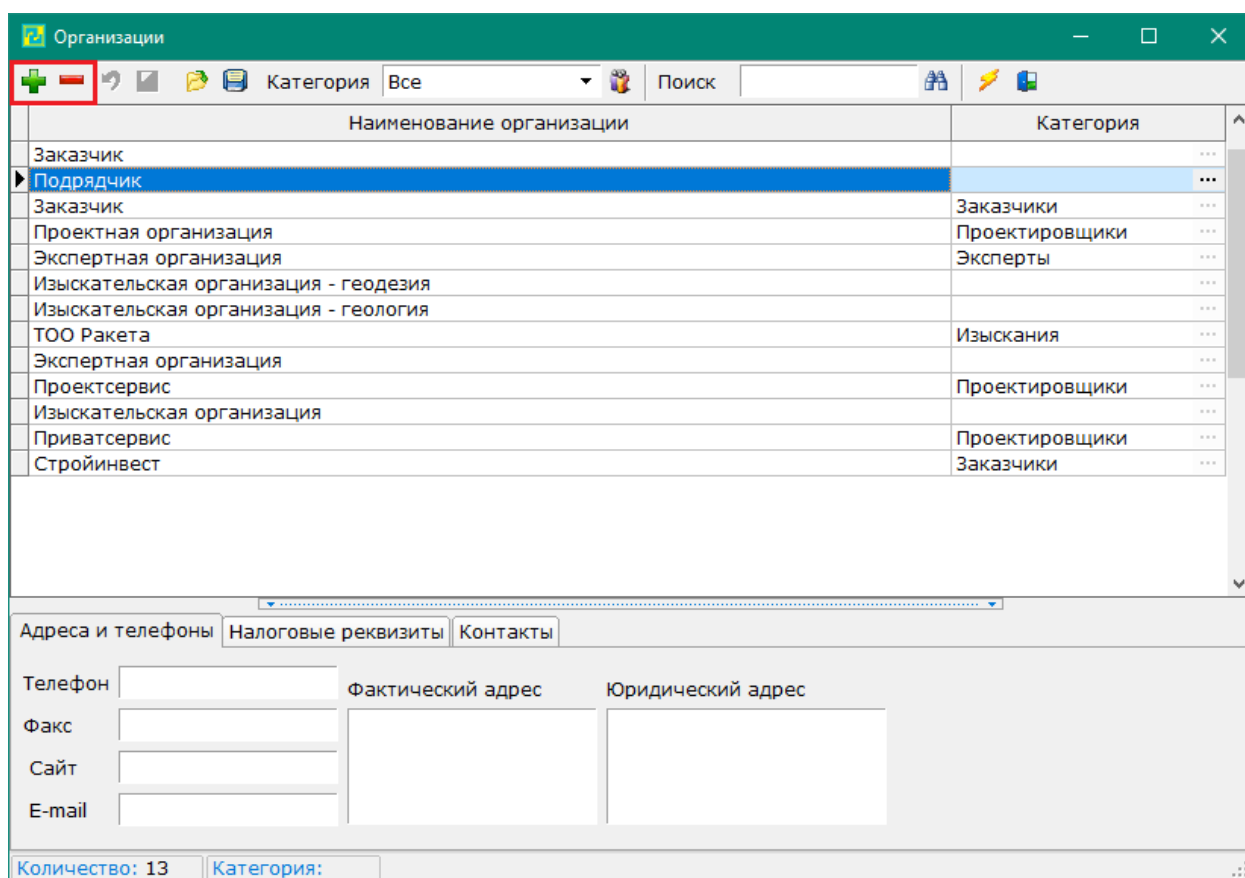 Организации
Категория Все Поиск
Наименование организации Категория
Заказчик ...
Подрядчик ...
Заказчик Заказчики ...
Проектная организация Проектировщики ...
Экспертная организация Эксперты ...
Изыскательская организация - геодезия ...
Изыскательская организация - геология ...
ТОО Ракета Изыскания ...
Экспертная организация ...
Проектсервис Проектировщики ...
Изыскательская организация ...
Приватсервис Проектировщики ...
Стройинвест Заказчики ...
Адреса и телефоны Налоговые реквизиты Контакты
Телефон Фактический адрес Юридический адрес
Факс
Сайт
E-mail
Количество: 13 Категория: